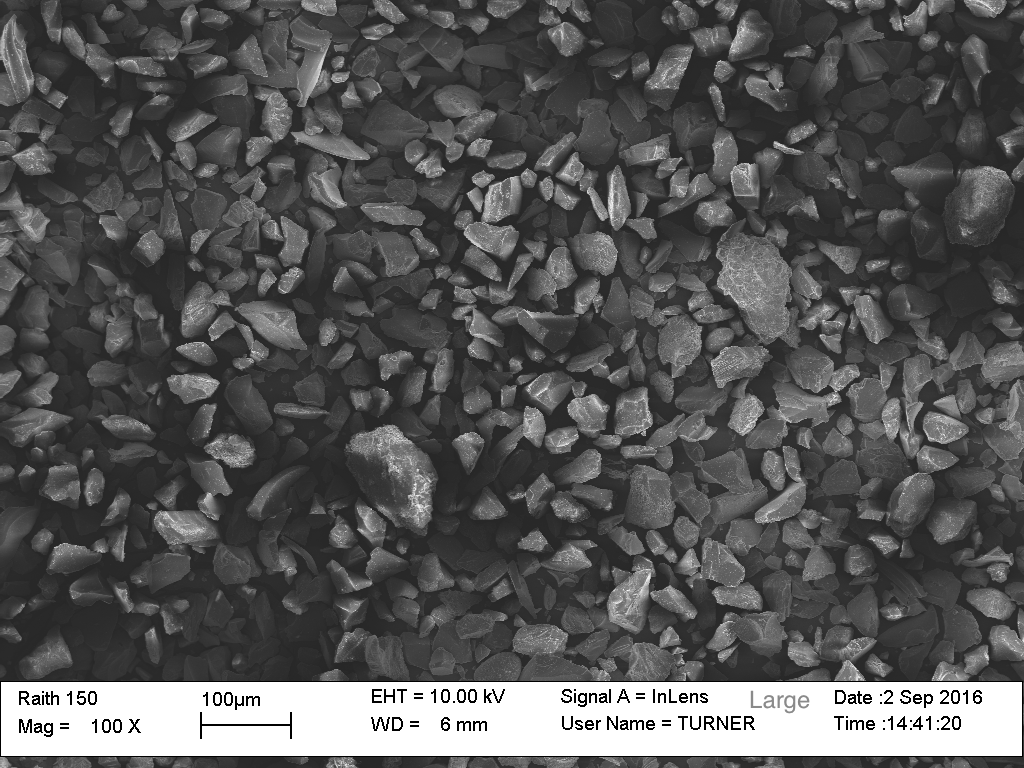 Raith 150 100µm EHT = 10.00 kV Signal A = InLens Large Date :2 Sep 2016
Mag = 100 X WD = 6 mm User Name = TURNER Time :14:41:20